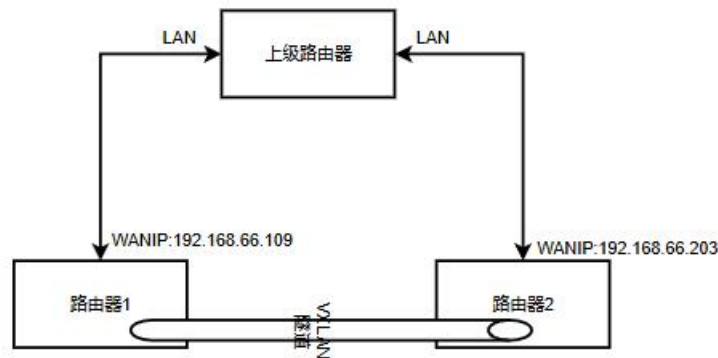 LAN
上级路由器
LAN
WANIP:192.168.66.109
WANIP:192.168.66.203
路由器1
路由器2
VXLAN
隧道